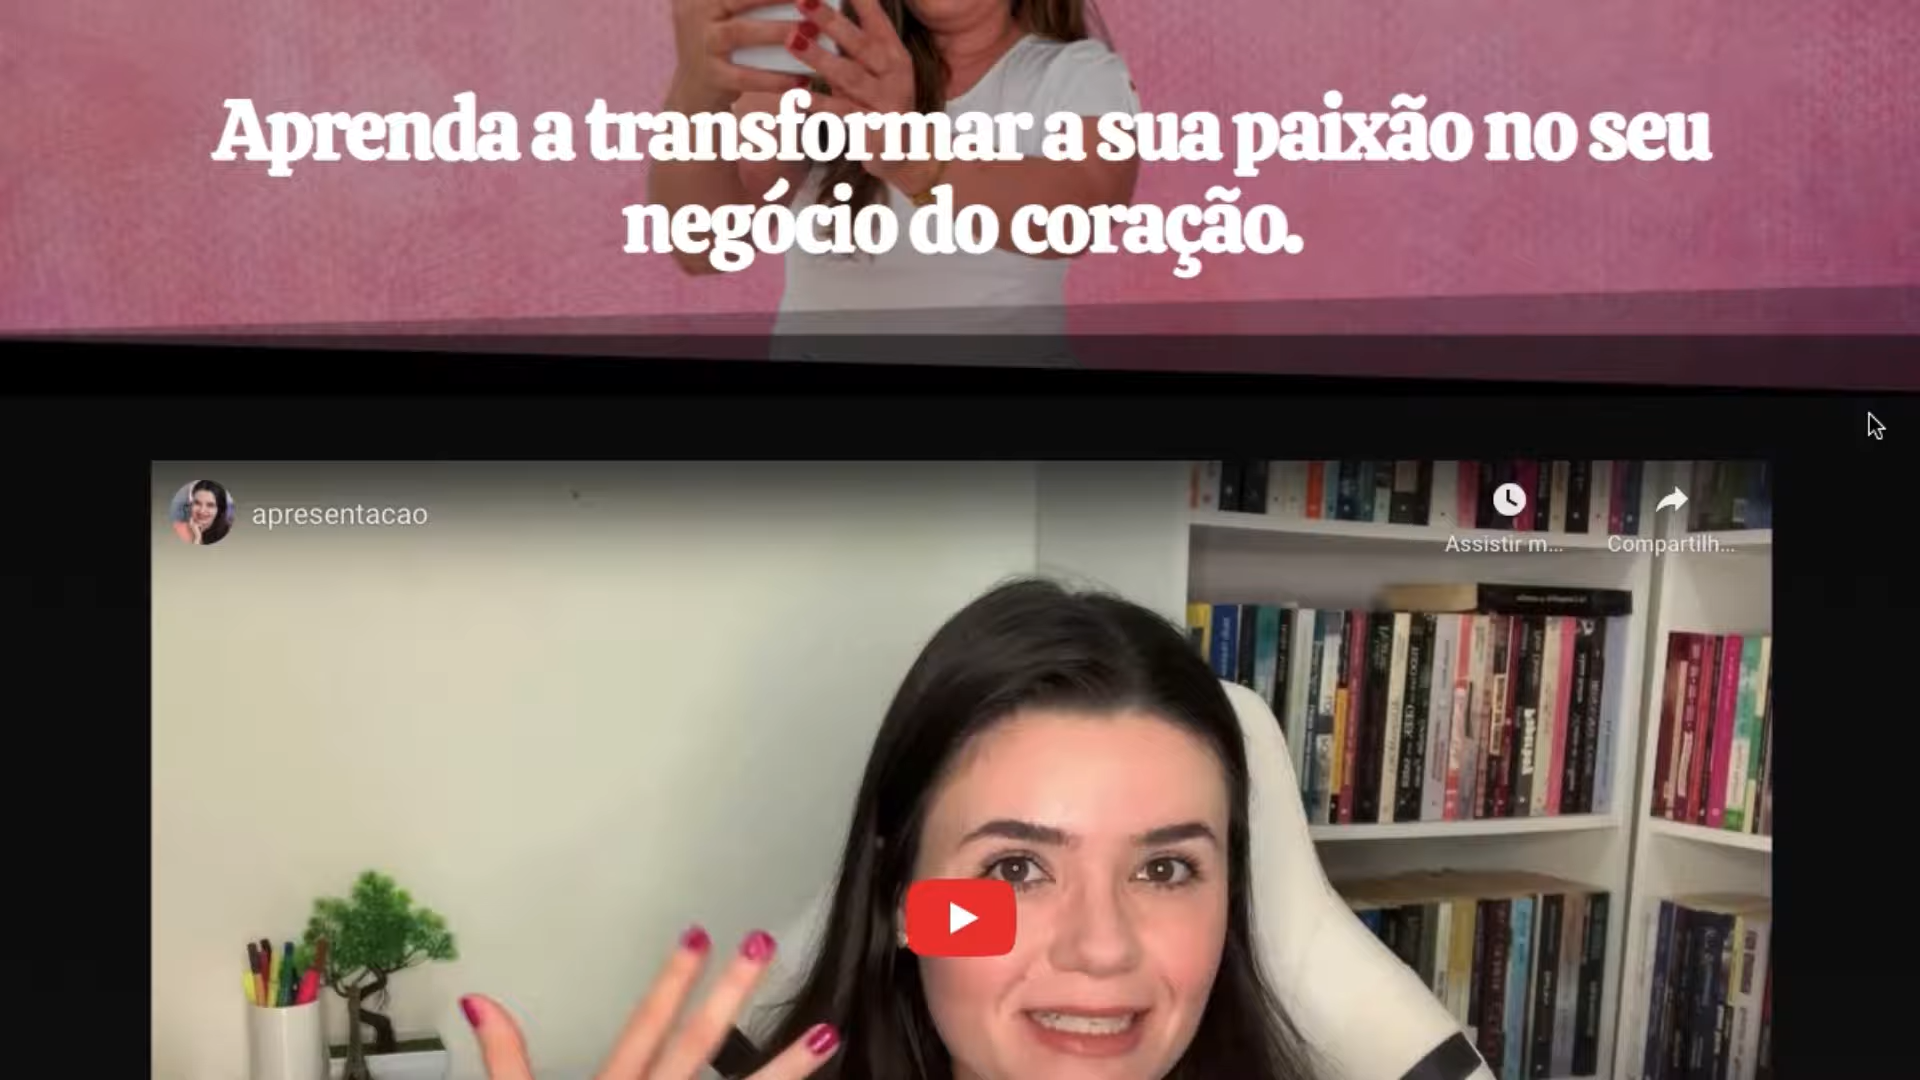 Aprenda a transformar a sua paixão no seu
negócio do coração.
apresentacao
Assistir m...
Compartilh...